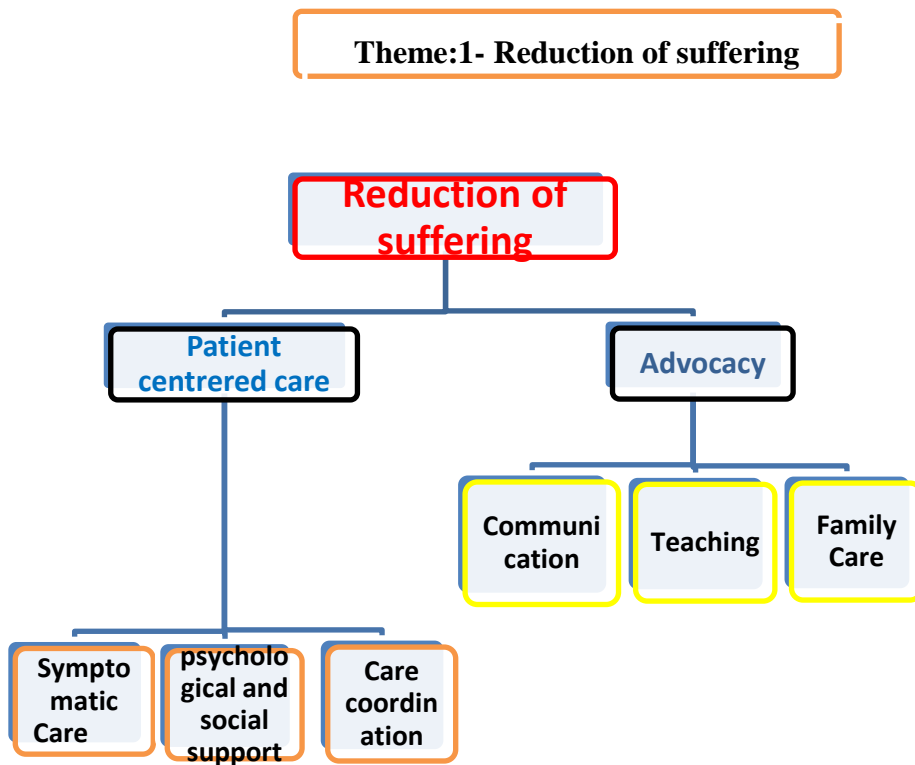 Theme:1- Reduction of suffering
Reduction of
suffering
Patient
centrered care
Advocacy
Communi
cation
Teaching
Family
Care
Sympto
matic
Care
psycholo
gical and
social
support
Care
coordin
ation